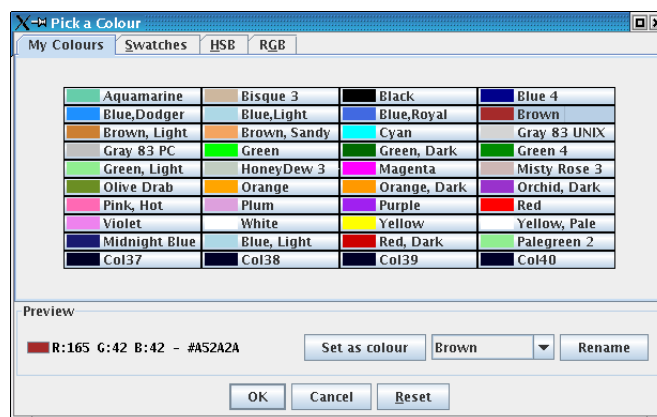 Pick a Colour
My Colours Swatches HSB RGB
Aquamarine Bisque 3 Black Blue 4
Blue,Dodger Blue,Light Blue,Royal Brown
Brown, Light Brown, Sandy Cyan Gray 83 UNIX
Gray 83 PC Green Green, Dark Green 4
Green, Light HoneyDew 3 Magenta Misty Rose 3
Olive Drab Orange Orange, Dark Orchid, Dark
Pink, Hot Plum Purple Red
Violet White Yellow Yellow, Pale
Midnight Blue Blue, Light Red, Dark Palegreen 2
Col37 Col38 Col39 Col40
Preview
R:165 G:42 B:42 - #A52A2A Set as colour Brown Rename
OK Cancel Reset